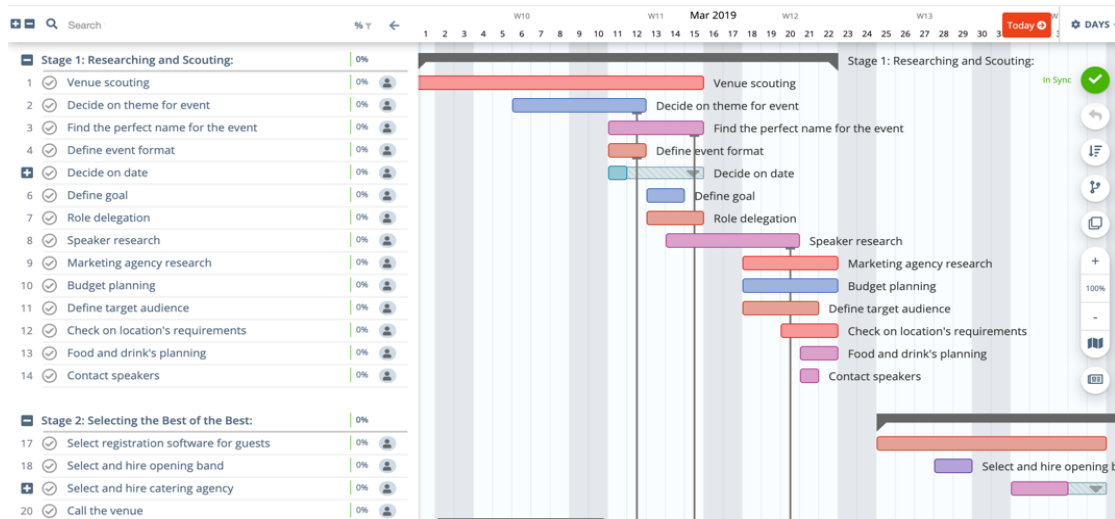 Search
%
W10 W11 Mar 2019 W12 W13 W
Today
DAYS
1 2 3 4 5 6 7 8 9 10 11 12 13 14 15 16 17 18 19 20 21 22 23 24 25 26 27 28 29 30 3
Stage 1: Researching and Scouting: 0% Stage 1: Researching and Scouting:
1 Venue scouting 0% Venue scouting
In Sync
2 Decide on theme for event 0% Decide on theme for event
3 Find the perfect name for the event 0% Find the perfect name for the event
4 Define event format 0% Define event format
Decide on date 0% Decide on date
6 Define goal 0% Define goal
7 Role delegation 0% Role delegation
8 Speaker research 0% Speaker research
9 Marketing agency research 0% Marketing agency research
10 Budget planning 0% Budget planning
100%
11 Define target audience 0% Define target audience
12 Check on location's requirements 0% Check on location's requirements
13 Food and drink's planning 0% Food and drink's planning
14 Contact speakers 0% Contact speakers
Stage 2: Selecting the Best of the Best: 0%
17 Select registration software for guests 0%
18 Select and hire opening band 0% Select and hire opening b
Select and hire catering agency 0%
20 Call the venue 0%